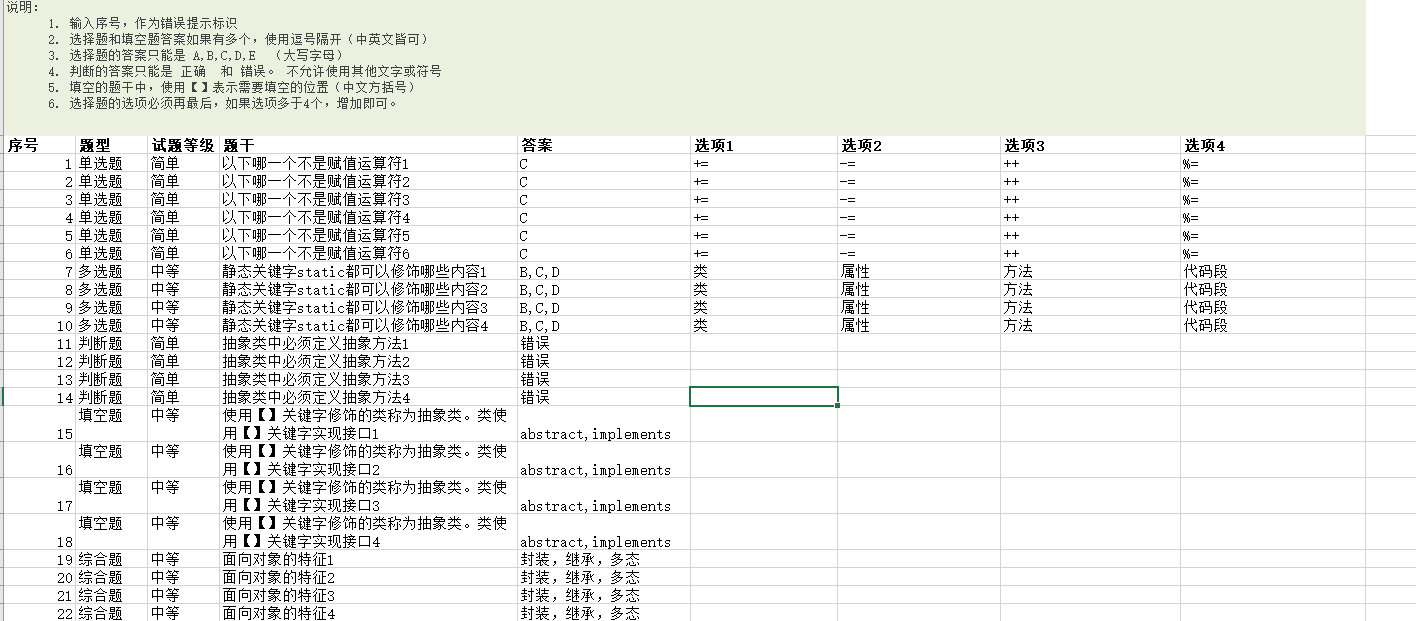 说明:
1. 输入序号，作为错误提示标识
2. 选择题和填空题答案如果有多个，使用逗号隔开（中英文皆可）
3. 选择题的答案只能是 A,B,C,D,E （大写字母）
4. 判断的答案只能是 正确 和 错误。 不允许使用其他文字或符号
5. 填空的题干中，使用【】表示需要填空的位置（中文方括号）
6. 选择题的选项必须再最后，如果选项多于4个，增加即可。
序号 题型 试题等级 题干 答案 选项1 选项2 选项3 选项4
1 单选题 简单 以下哪一个不是赋值运算符1 C += -= ++ %=
2 单选题 简单 以下哪一个不是赋值运算符2 C += -= ++ %=
3 单选题 简单 以下哪一个不是赋值运算符3 C += -= ++ %=
4 单选题 简单 以下哪一个不是赋值运算符4 C += -= ++ %=
5 单选题 简单 以下哪一个不是赋值运算符5 C += -= ++ %=
6 单选题 简单 以下哪一个不是赋值运算符6 C += -= ++ %=
7 多选题 中等 静态关键字static都可以修饰哪些内容1 B,C,D 类 属性 方法 代码段
8 多选题 中等 静态关键字static都可以修饰哪些内容2 B,C,D 类 属性 方法 代码段
9 多选题 中等 静态关键字static都可以修饰哪些内容3 B,C,D 类 属性 方法 代码段
10 多选题 中等 静态关键字static都可以修饰哪些内容4 B,C,D 类 属性 方法 代码段
11 判断题 简单 抽象类中必须定义抽象方法1 错误
12 判断题 简单 抽象类中必须定义抽象方法2 错误
13 判断题 简单 抽象类中必须定义抽象方法3 错误
14 判断题 简单 抽象类中必须定义抽象方法4 错误
填空题 中等 使用【】关键字修饰的类称为抽象类。类使
15 用【】关键字实现接口1 abstract,implements
填空题 中等 使用【】关键字修饰的类称为抽象类。类使
16 用【】关键字实现接口2 abstract,implements
填空题 中等 使用【】关键字修饰的类称为抽象类。类使
17 用【】关键字实现接口3 abstract,implements
填空题 中等 使用【】关键字修饰的类称为抽象类。类使
18 用【】关键字实现接口4 abstract,implements
19 综合题 中等 面向对象的特征1 封装，继承，多态
20 综合题 中等 面向对象的特征2 封装，继承，多态
21 综合题 中等 面向对象的特征3 封装，继承，多态
22 综合题 中等 面向对象的特征4 封装，继承，多态